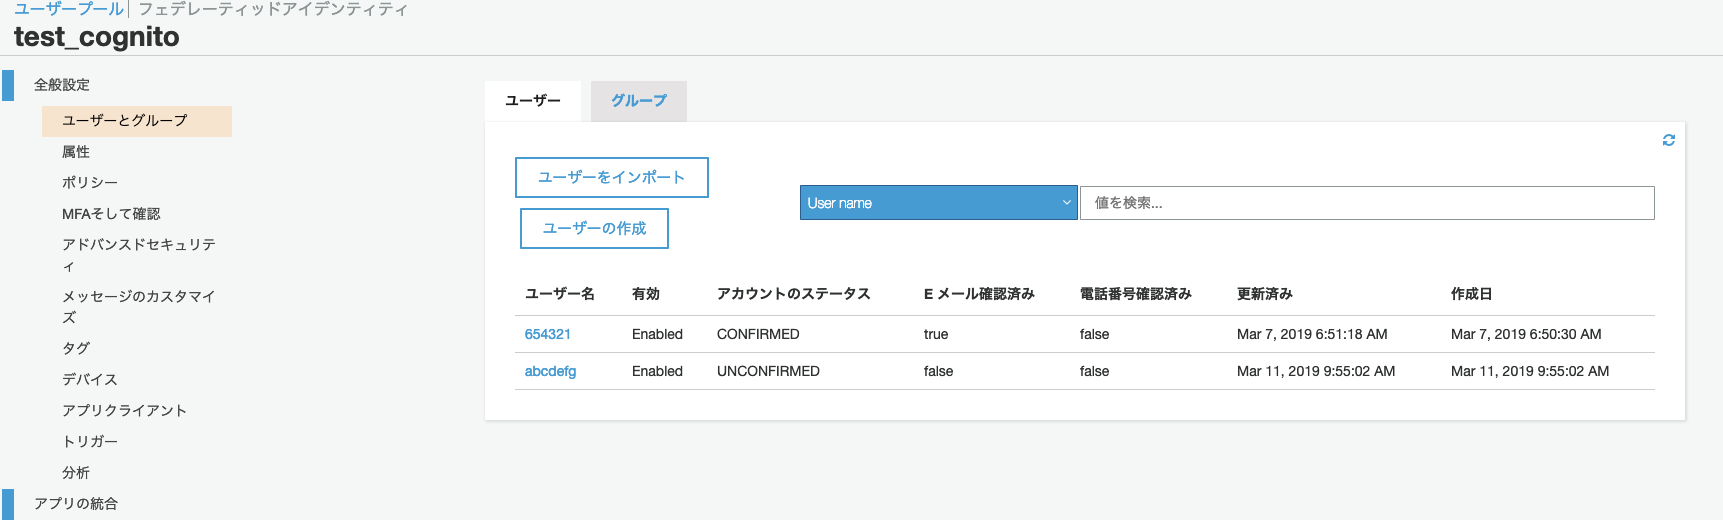 ユーザープール フェデレーティッドアイデンティティ
test_cognito
全般設定
ユーザーとグループ
属性
ポリシー
MFAそして確認
アドバンスドセキュリテ
ィ
メッセージのカスタマイ
ズ
タグ
デバイス
アプリクライアント
トリガー
分析
アプリの統合
ユーザー グループ
ユーザーをインポート
ユーザーの作成
User name 値を検索...
ユーザー名 有効 アカウントのステータス E メール確認済み 電話番号確認済み 更新済み 作成日
654321 Enabled CONFIRMED true false Mar 7, 2019 6:51:18 AM Mar 7, 2019 6:50:30 AM
abcdefg Enabled UNCONFIRMED false false Mar 11, 2019 9:55:02 AM Mar 11, 2019 9:55:02 AM